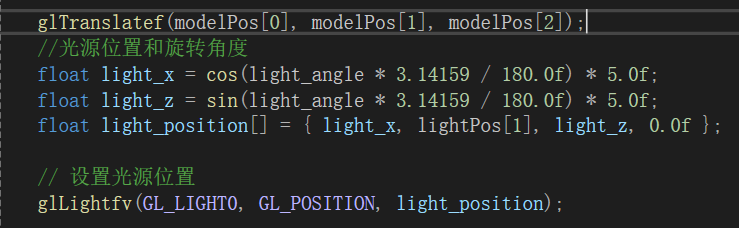 glTranslatef(modelPos[0], modelPos[1], modelPos[2]);
//光源位置和旋转角度
float light_x = cos(light_angle * 3.14159 / 180.0f) * 5.0f;
float light_z = sin(light_angle * 3.14159 / 180.0f) * 5.0f;
float light_position[] = { light_x, lightPos[1], light_z, 0.0f };
// 设置光源位置
glLightfv(GL_LIGHT0, GL_POSITION, light_position);